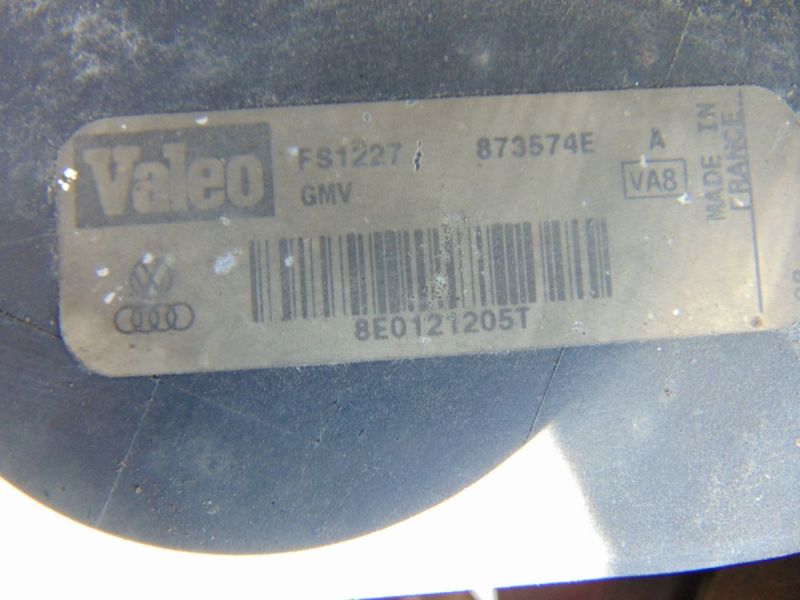 Valeo
FS1227 873574E A
GMV VA8
MADE IN
FRANCE
8E0121205T